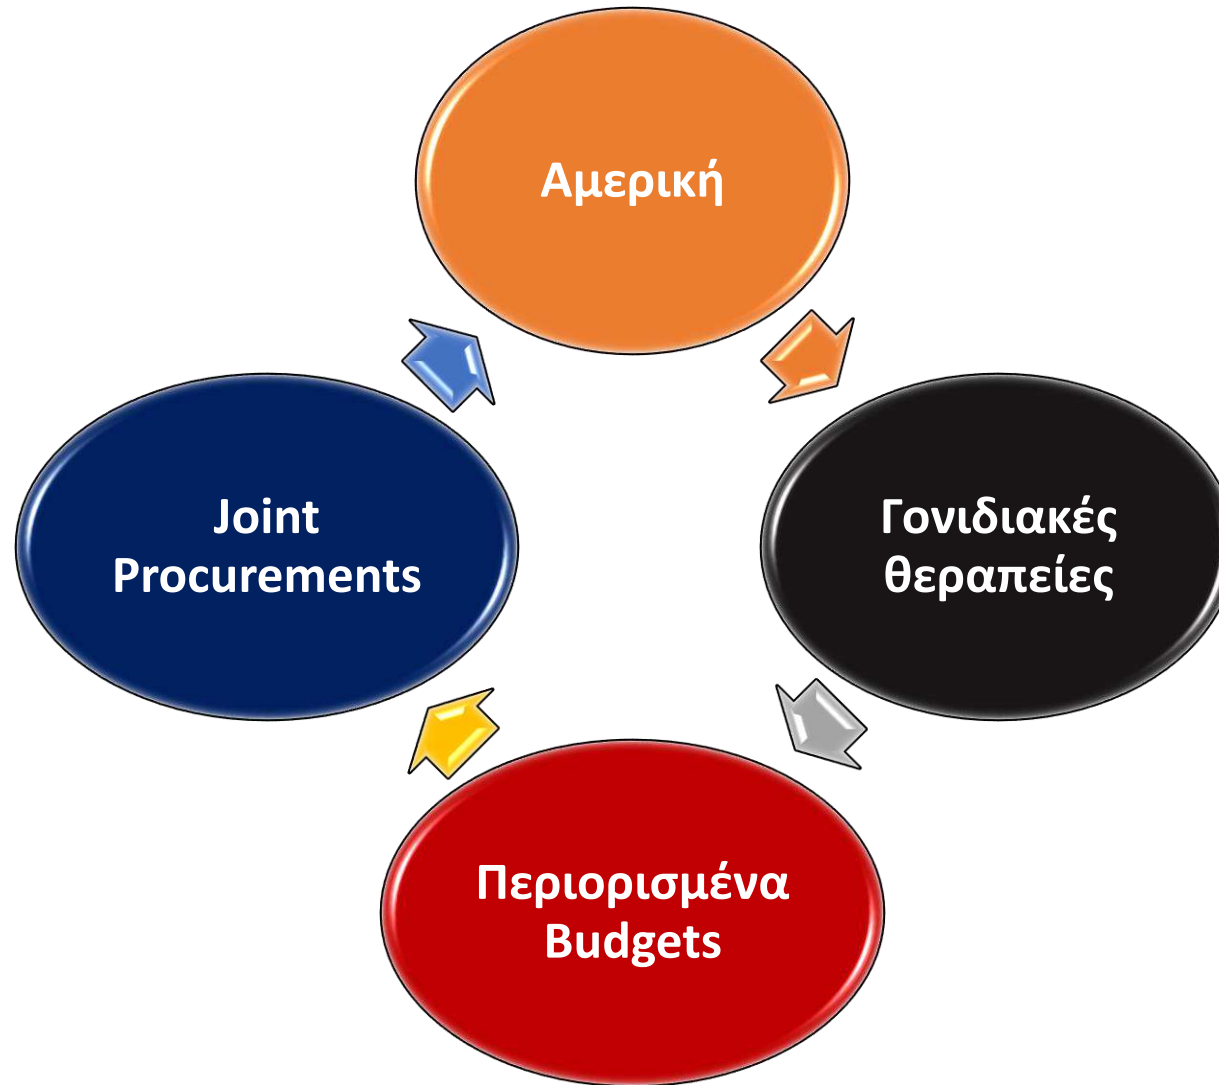 Αμερική
Joint
Procurements
Γονιδιακές
θεραπείες
Περιορισμένα
Budgets